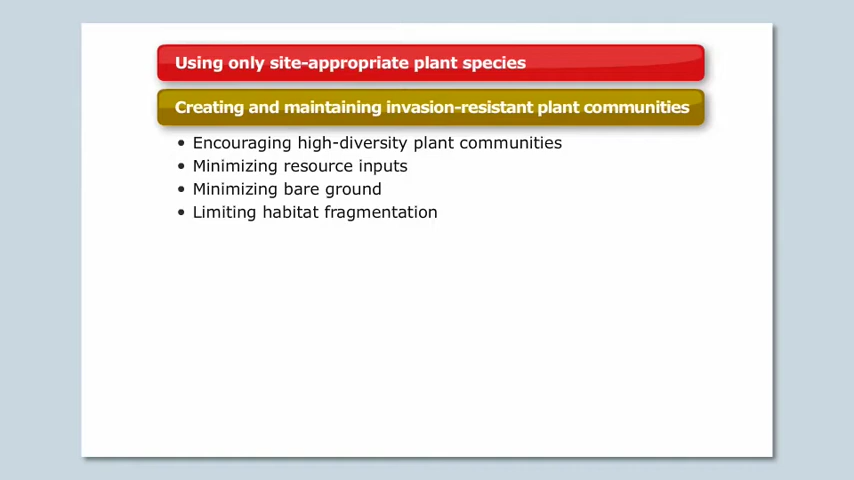 Using only site-appropriate plant species
Creating and maintaining invasion-resistant plant communities
• Encouraging high-diversity plant communities
• Minimizing resource inputs
• Minimizing bare ground
• Limiting habitat fragmentation